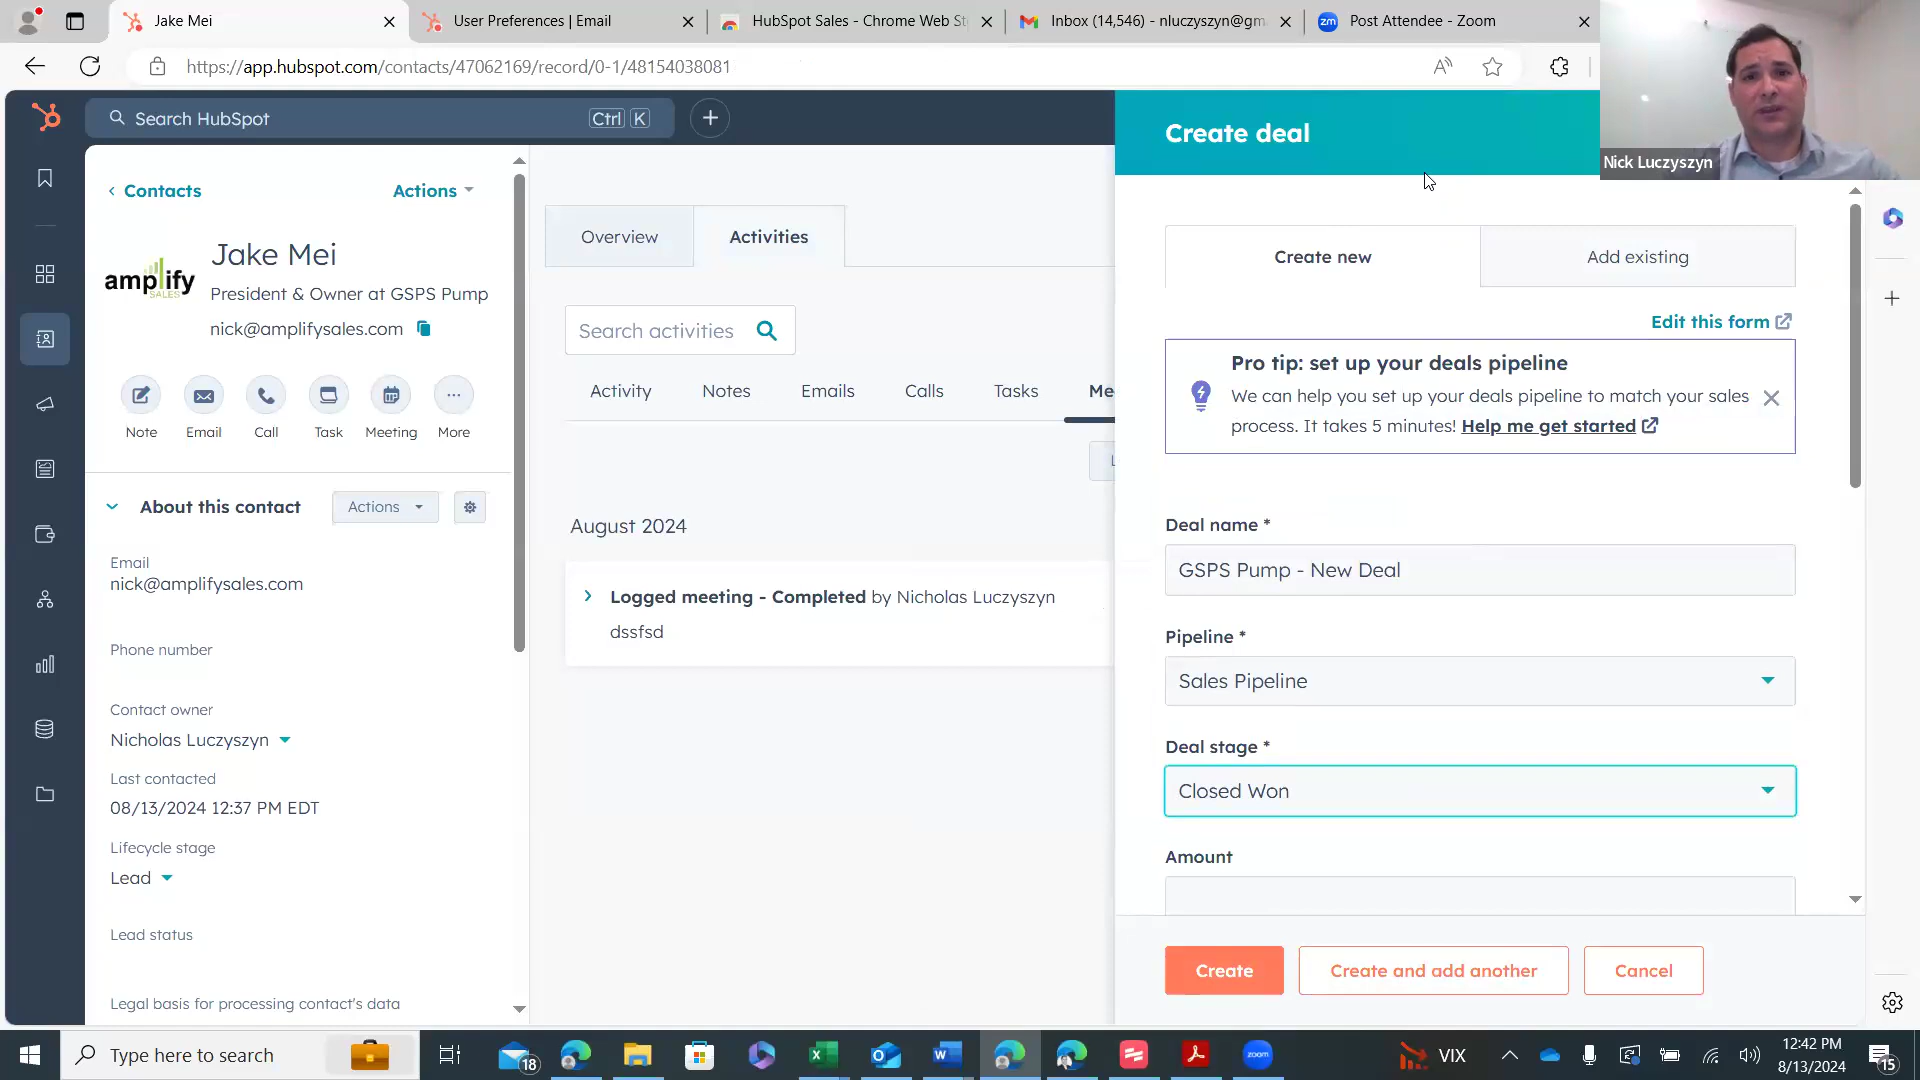 Jake Mei
User Preferences | Email
HubSpot Sales - Chrome Web St
Inbox (14,546) - nluczyszyn@gm
zm
Post Attendee - Zoom
https://app.hubspot.com/contacts/47062169/record/0-1/48154038081
Nick Luczyszyn
Search HubSpot
Ctrl K
Create deal
Contacts
Actions
amplify
SALES
Jake Mei
President & Owner at GSPS Pump
nick@amplifysales.com
Note
Email
Call
Task
Meeting
More
About this contact
Actions
Email
nick@amplifysales.com
Phone number
Contact owner
Nicholas Luczyszyn
Last contacted
08/13/2024 12:37 PM EDT
Lifecycle stage
Lead
Lead status
Legal basis for processing contact's data
Overview
Activities
Search activities
Activity
Notes
Emails
Calls
Tasks
Me
August 2024
Logged meeting - Completed by Nicholas Luczyszyn
dssfsd
Create new
Add existing
Edit this form
Pro tip: set up your deals pipeline
We can help you set up your deals pipeline to match your sales
process. It takes 5 minutes! Help me get started
Deal name *
GSPS Pump - New Deal
Pipeline *
Sales Pipeline
Deal stage *
Closed Won
Amount
Create
Create and add another
Cancel
Type here to search
18
zoom
VIX
12:42 PM
8/13/2024
15